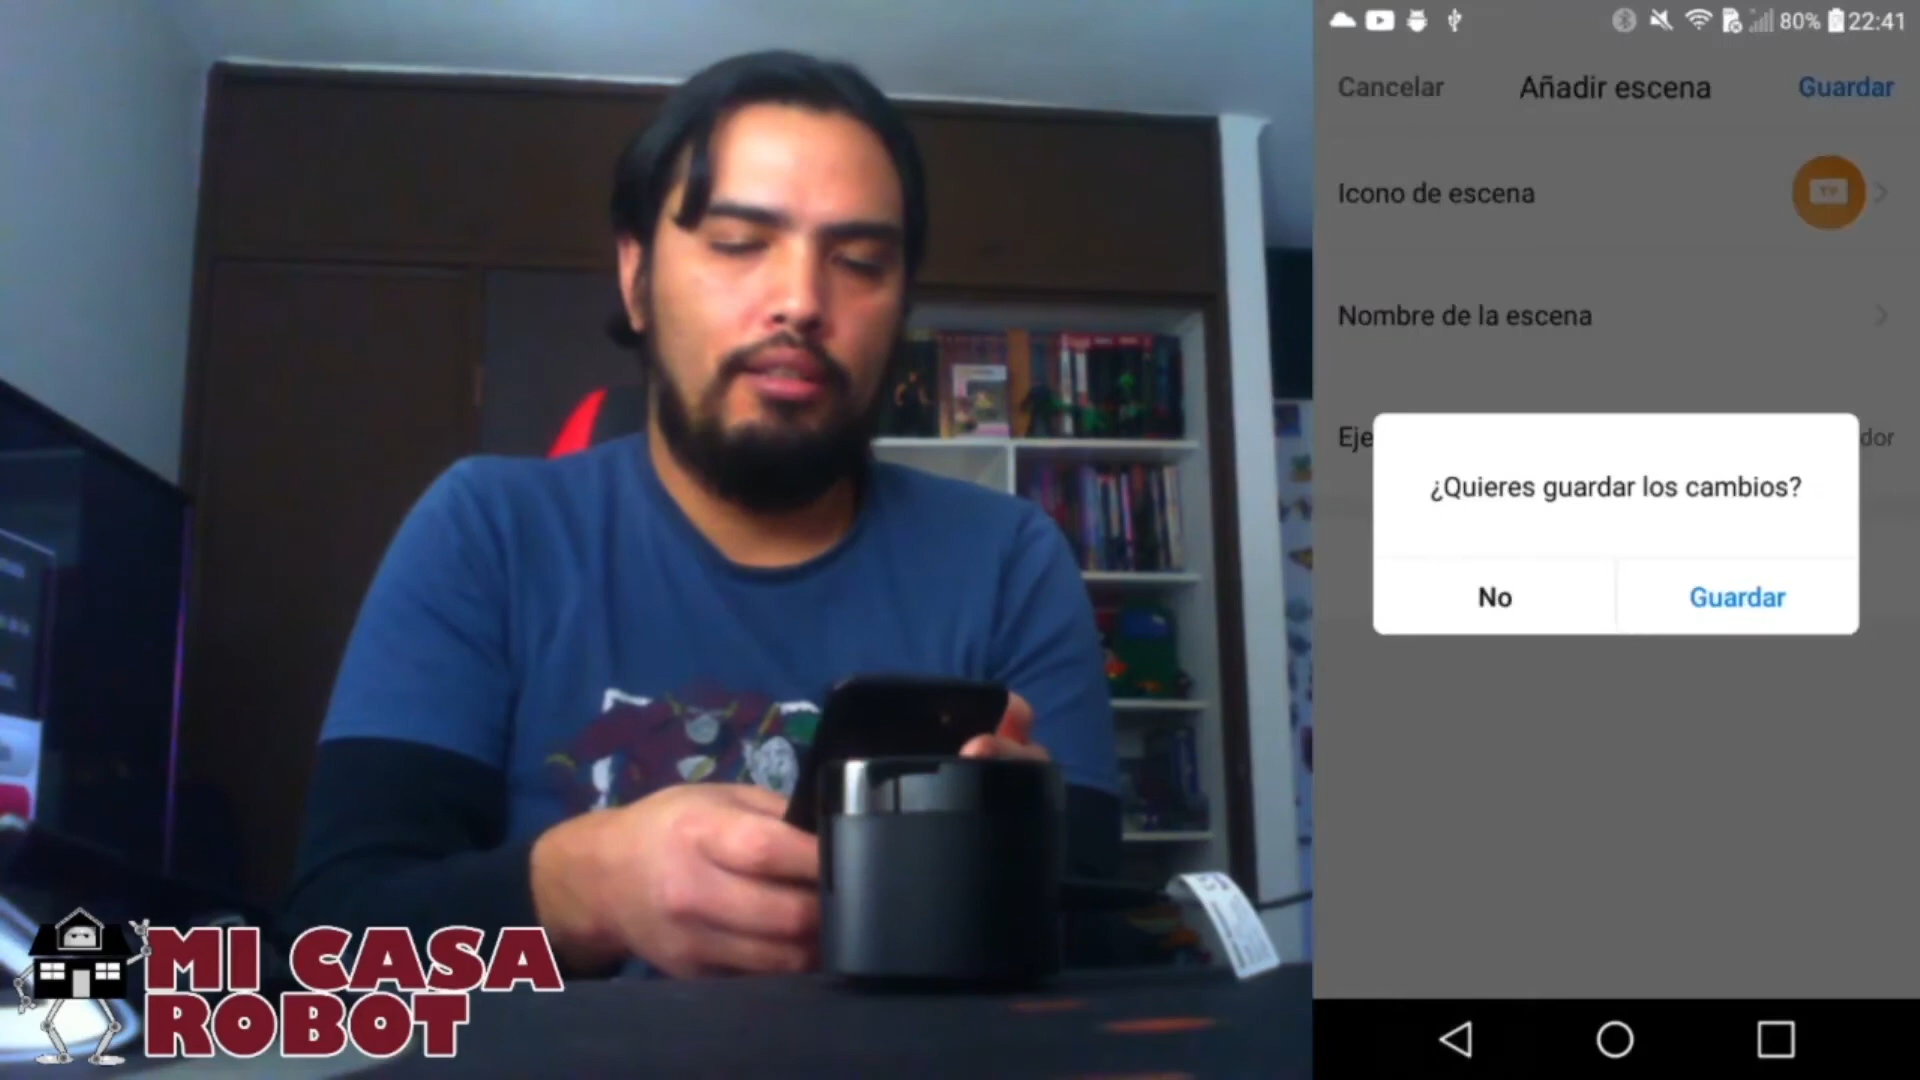 80% 22:41
Cancelar Añadir escena Guardar
Icono de escena
TV
Nombre de la escena
Eje dor
¿Quieres guardar los cambios?
No Guardar
MI CASA
ROBOT